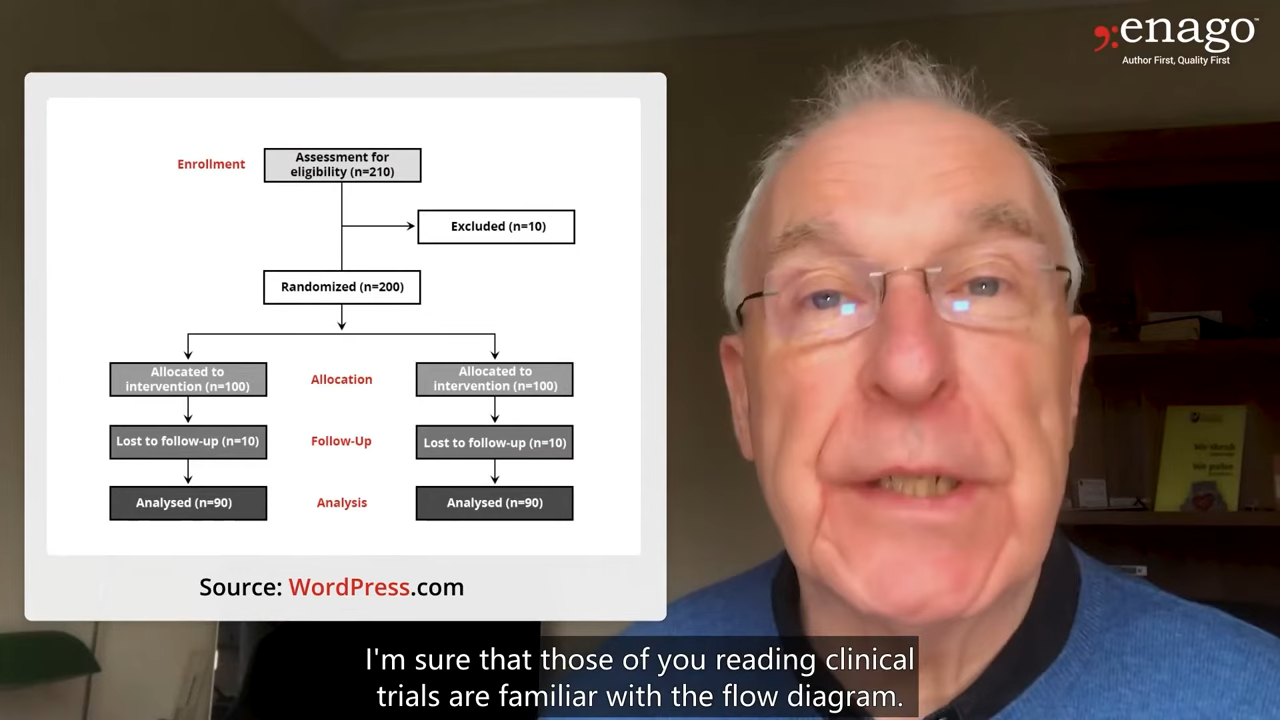 enago™
Author First, Quality First
Enrollment
Assessment for
eligibility (n=210)
Excluded (n=10)
Randomized (n=200)
Allocated to
intervention (n=100)
Allocation
Allocated to
intervention (n=100)
Lost to follow-up (n=10)
Follow-Up
Lost to follow-up (n=10)
Analysed (n=90)
Analysis
Analysed (n=90)
Source: WordPress.com
I'm sure that those of you reading clinical
trials are familiar with the flow diagram.